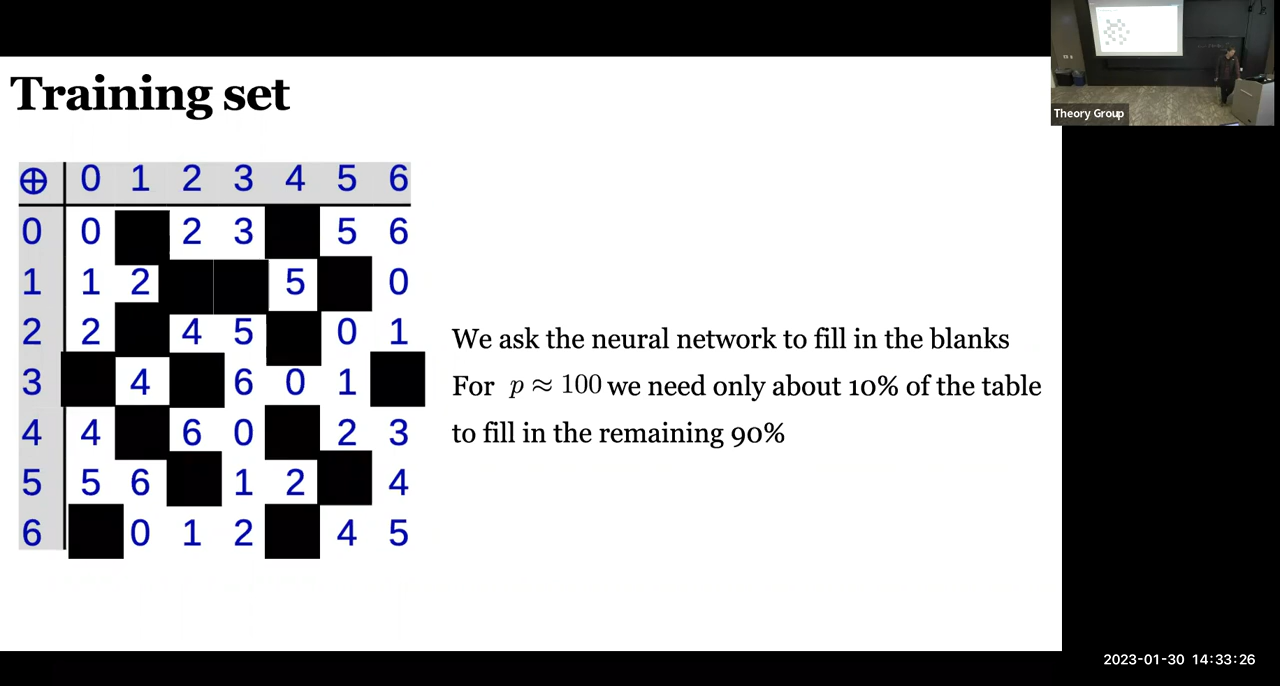 Training set
Theory Group
⊕ 0 1 2 3 4 5 6
0 0 2 3 5 6
1 1 2 5 0
2 2 4 5 0 1
3 4 6 0 1
4 4 6 0 2 3
5 5 6 1 2 4
6 0 1 2 4 5
We ask the neural network to fill in the blanks
For p ≈ 100 we need only about 10% of the table
to fill in the remaining 90%
2023-01-30 14:33:26